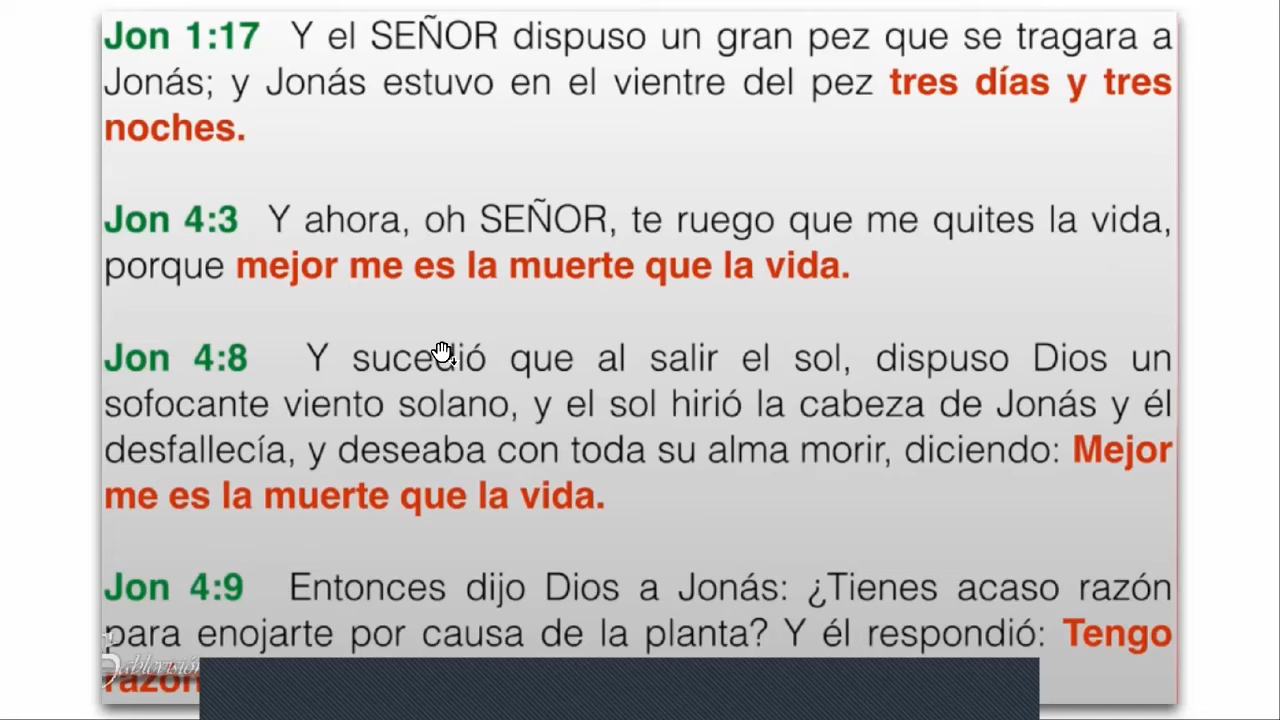 Jon 1:17 Y el SEÑOR dispuso un gran pez que se tragara a
Jonás; y Jonás estuvo en el vientre del pez tres días y tres
noches.
Jon 4:3 Y ahora, oh SEÑOR, te ruego que me quites la vida,
porque mejor me es la muerte que la vida.
Jon 4:8 Y sucedió que al salir el sol, dispuso Dios un
sofocante viento solano, y el sol hirió la cabeza de Jonás y él
desfallecía, y deseaba con toda su alma morir, diciendo: Mejor
me es la muerte que la vida.
Jon 4:9 Entonces dijo Dios a Jonás: ¿Tienes acaso razón
para enojarte por causa de la planta? Y él respondió: Tengo
razón